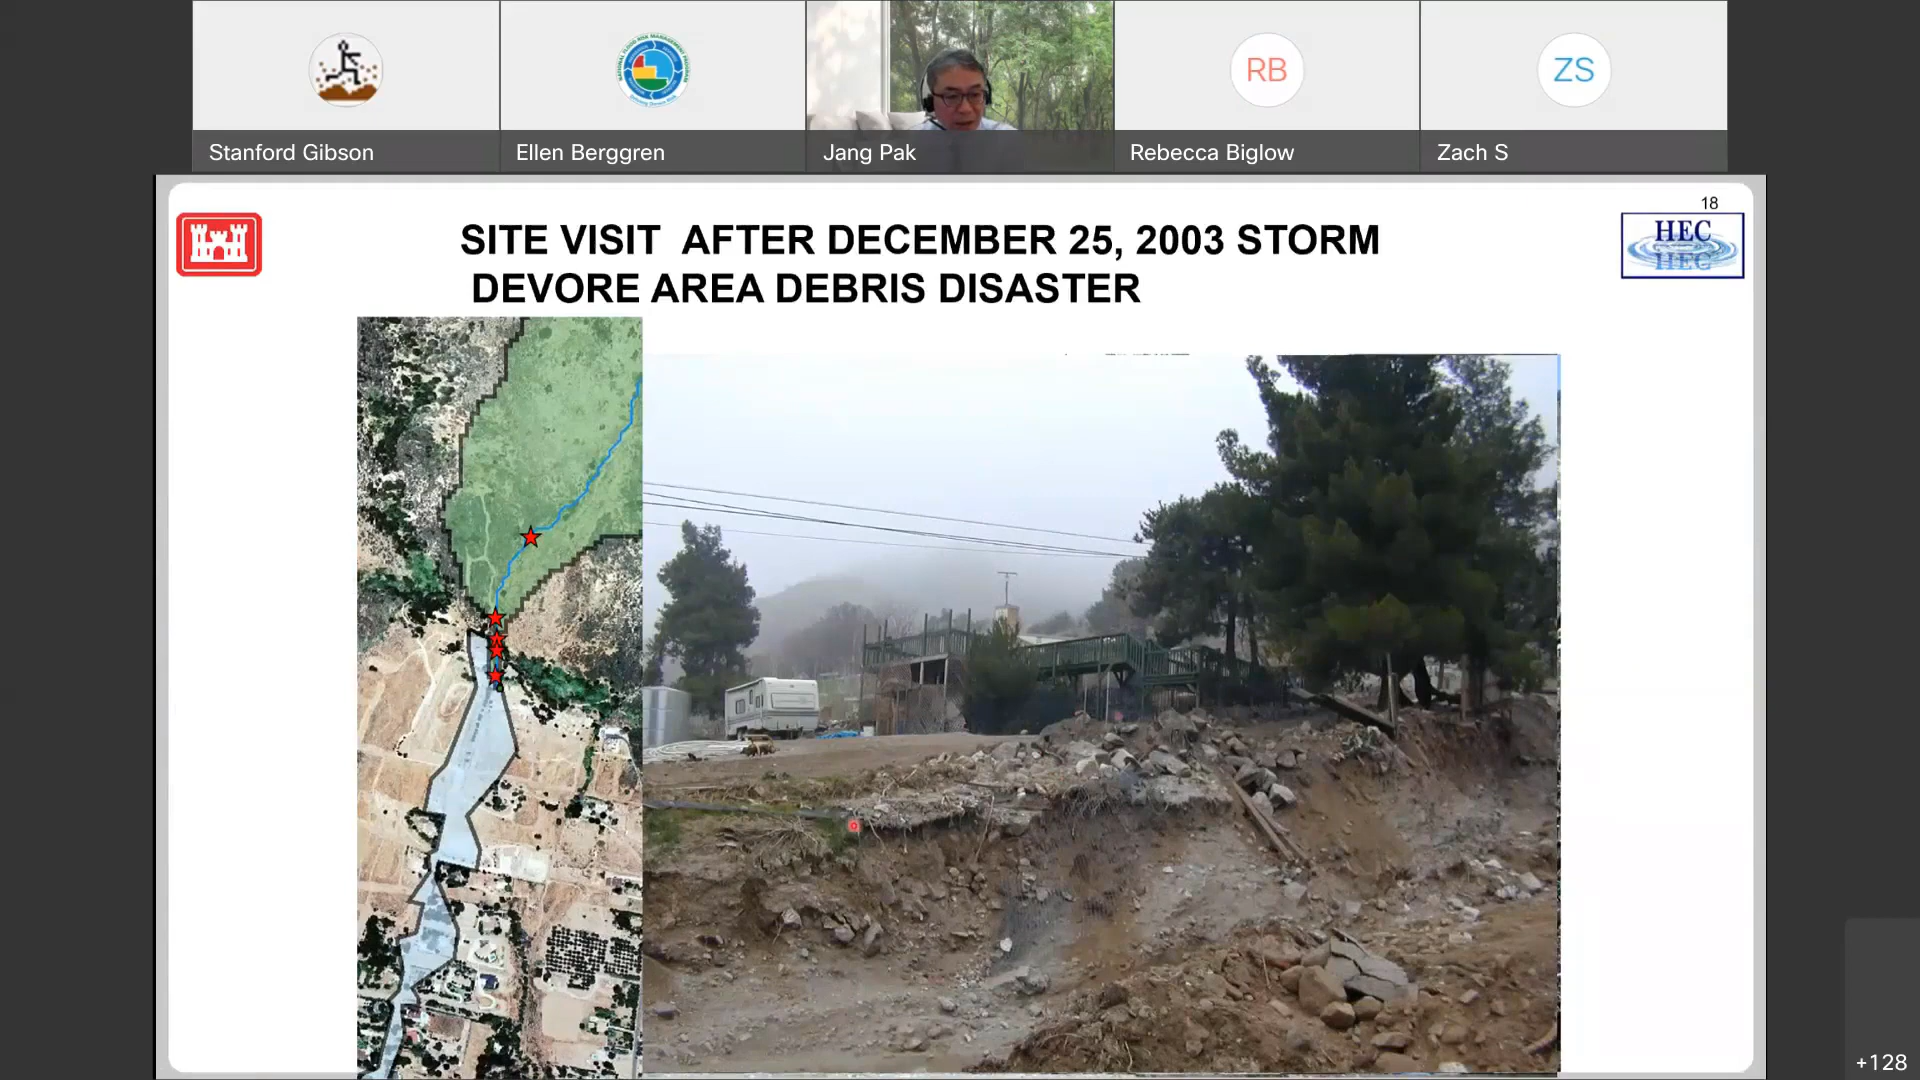 RB
ZS
Stanford Gibson
Ellen Berggren
Jang Pak
Rebecca Biglow
Zach S
18
HEC
HEC
SITE VISIT AFTER DECEMBER 25, 2003 STORM
DEVORE AREA DEBRIS DISASTER
+128